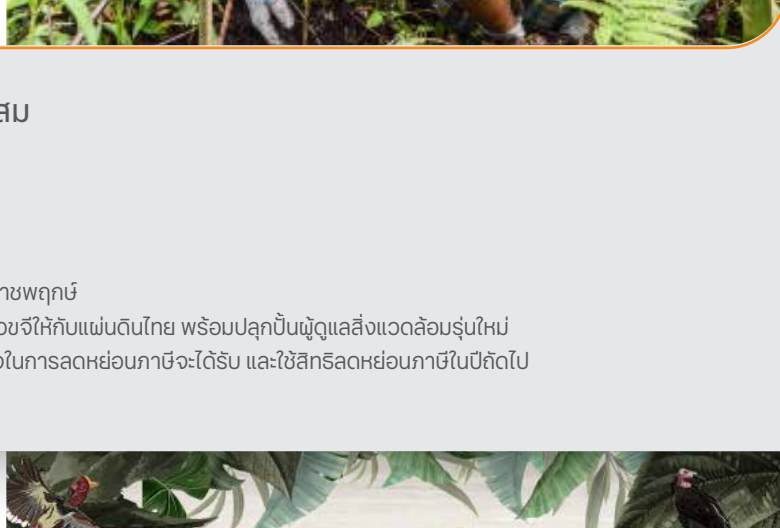 สม
าชพฤกษ์
วขจีให้กับแผ่นดินไทย พร้อมปลุกปั้นผู้ดูแลสิ่งแวดล้อมรุ่นใหม่
งในการลดหย่อนภาษีจะได้รับ และใช้สิทธิลดหย่อนภาษีในปีถัดไป